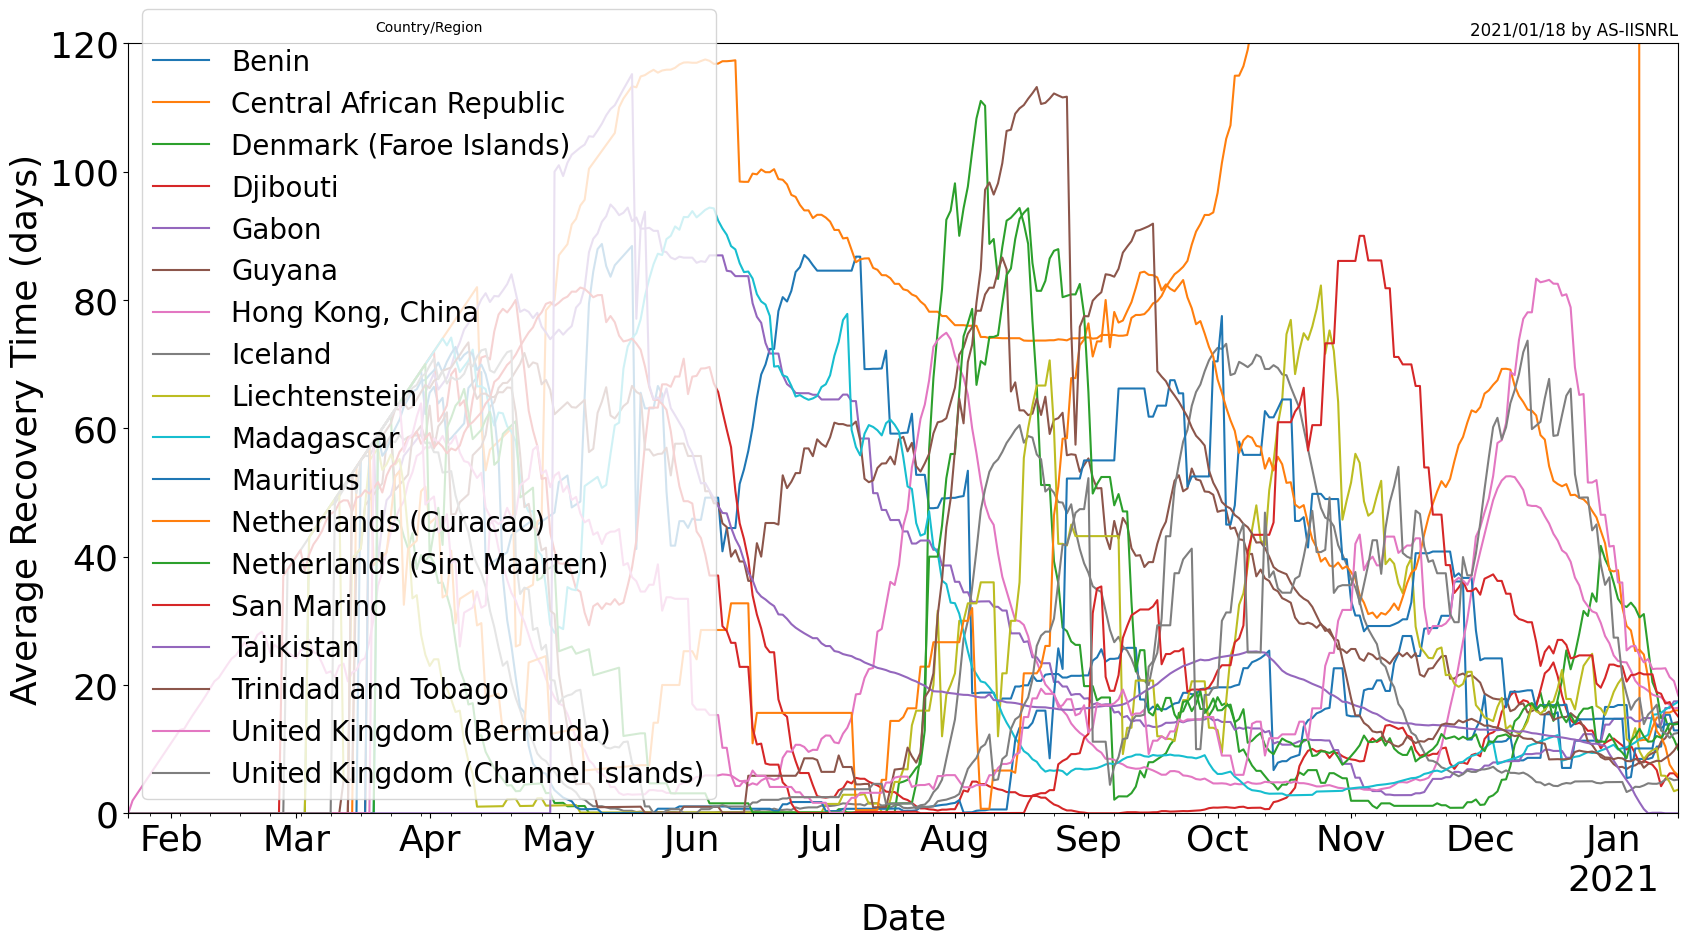 2021/01/18 by AS-IISNRL
Country/Region
Benin
Central African Republic
Denmark (Faroe Islands)
Djibouti
Gabon
Guyana
Hong Kong, China
Iceland
Liechtenstein
Madagascar
Mauritius
Netherlands (Curacao)
Netherlands (Sint Maarten)
San Marino
Tajikistan
Trinidad and Tobago
United Kingdom (Bermuda)
United Kingdom (Channel Islands)
Average Recovery Time (days)
120
100
80
60
40
20
0
Feb Mar Apr May Jun Jul Aug Sep Oct Nov Dec Jan
2021
Date